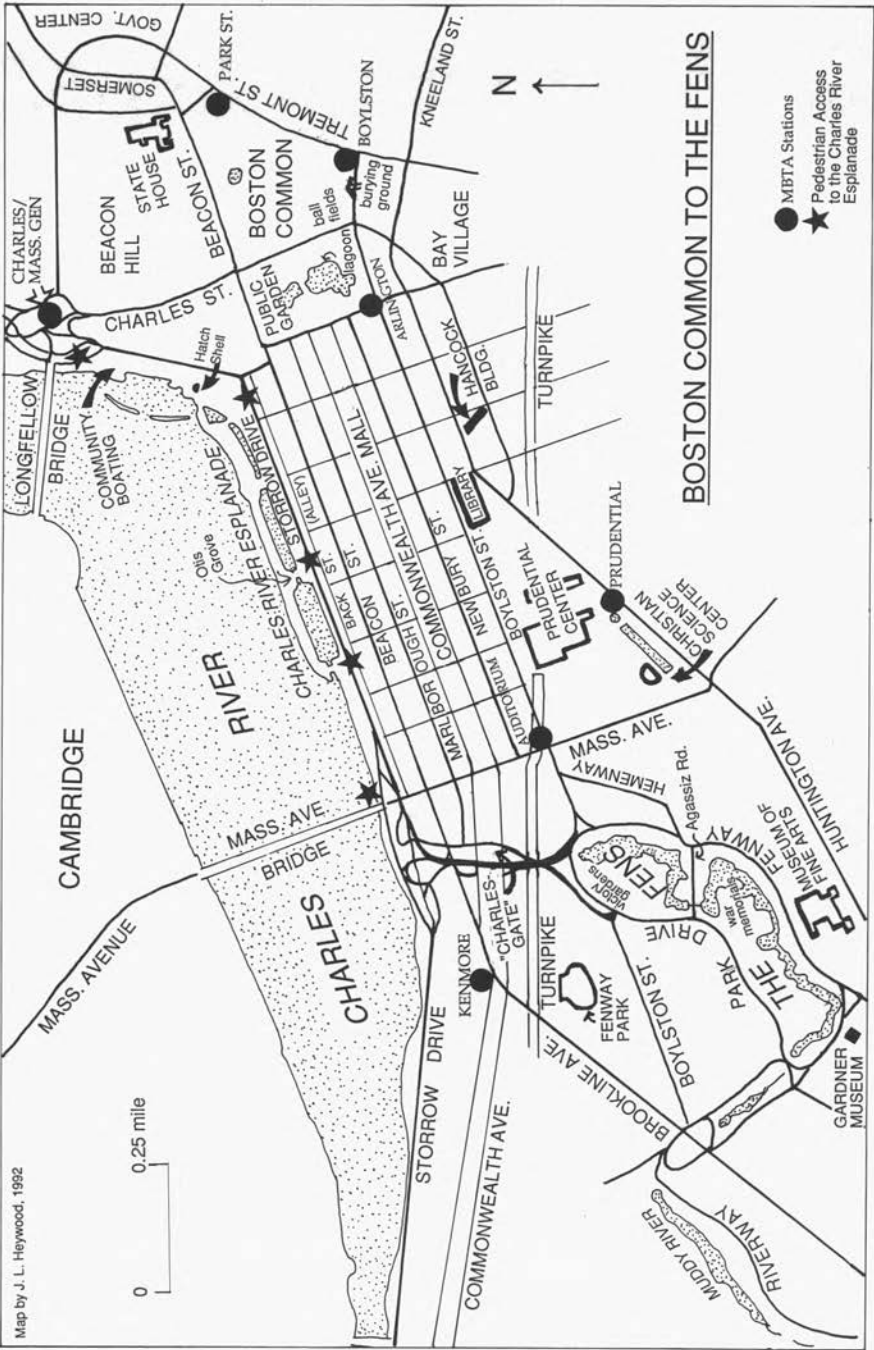 Map by J. L. Heywood, 1992
0
0.25 mile
CAMBRIDGE
MASS. AVENUE
MASS. AVE
BRIDGE
CHARLES
RIVER
LONGFELLOW
BRIDGE
COMMUNITY
BOATING
CHARLES/
MASS. GEN
Hatch
Shell
CHARLES RIVER ESPLANADE
Otis
Grove
STORROW DRIVE
BEACON
HILL
STATE
HOUSE
SOMERSET
GOVT. CENTER
PARK ST.
TREMONT ST.
BEACON ST.
CHARLES ST.
BOSTON
COMMON
ball
fields
burying
ground
BOYLSTON
PUBLIC
GARDEN
lagoon
ARLINGTON
BAY
VILLAGE
KNEELAND ST.
BACK ST. (ALLEY)
BEACON ST.
MARLBOROUGH ST.
COMMONWEALTH AVE. MALL
NEWBURY ST.
BOYLSTON ST.
LIBRARY
HANCOCK
BLDG.
TURNPIKE
AUDITORIUM
PRUDENTIAL
CENTER
PRUDENTIAL
CHRISTIAN
SCIENCE
CENTER
MASS. AVE.
HUNTINGTON AVE.
HEMENWAY
Agassiz Rd.
FENWAY
MUSEUM OF
FINE ARTS
THE
FENS
victory
gardens
war
memorial
PARK
DRIVE
"CHARLES-
GATE"
KENMORE
TURNPIKE
FENWAY
PARK
BOYLSTON ST.
BROOKLINE AVE.
STORROW DRIVE
COMMONWEALTH AVE.
MUDDY RIVER
RIVERWAY
GARDNER
MUSEUM
N
BOSTON COMMON TO THE FENS
MBTA Stations
Pedestrian Access
to the Charles River
Esplanade